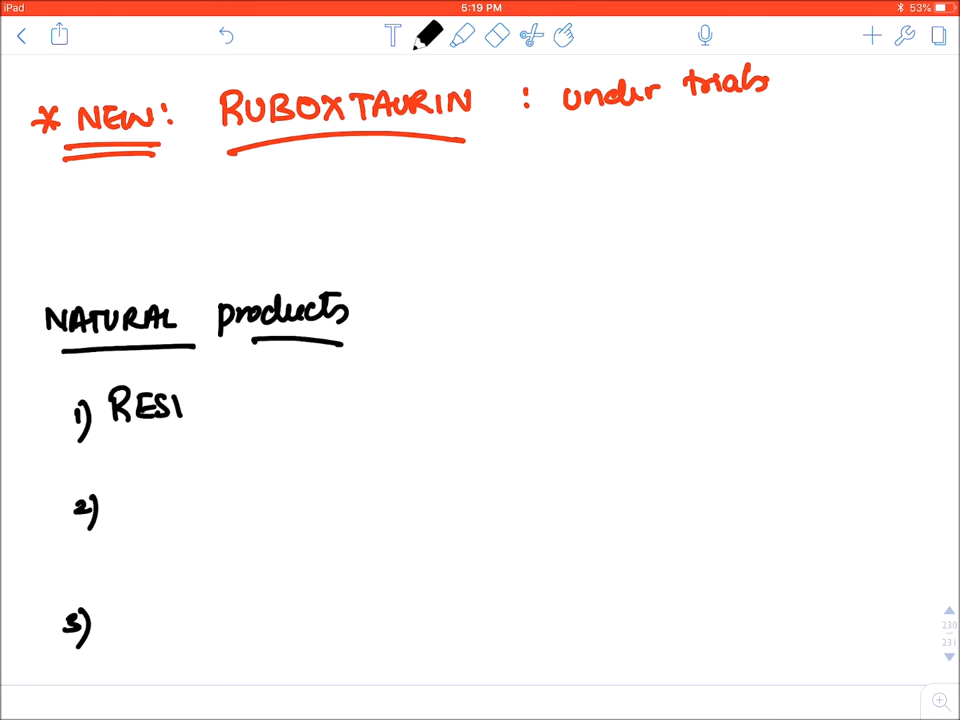 iPad 5:19 PM 53%
* NEW: RUBOXTAURIN : under trials
NATURAL products
1) RESI
2)
3)
230
231